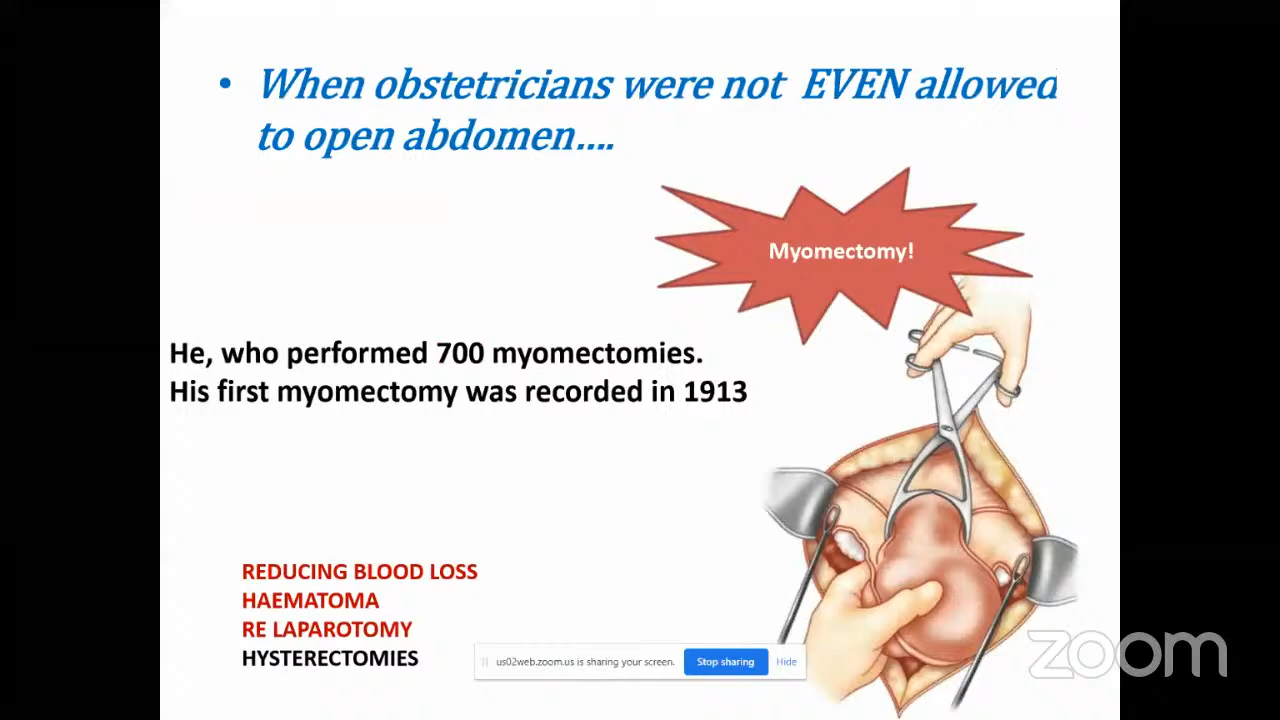 • When obstetricians were not EVEN allowed
to open abdomen....
Myomectomy!
He, who performed 700 myomectomies.
His first myomectomy was recorded in 1913
REDUCING BLOOD LOSS
HAEMATOMA
RE LAPAROTOMY
HYSTERECTOMIES
us02web.zoom.us is sharing your screen. Stop sharing Hide
zoom